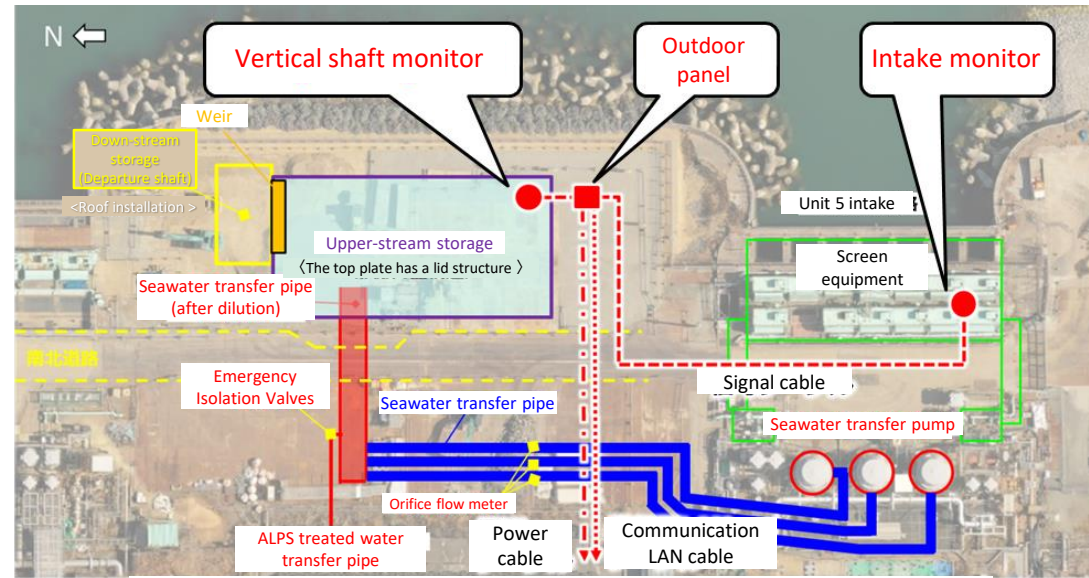 N
Vertical shaft monitor
Outdoor
panel
Intake monitor
Weir
Down-stream
storage
(Departure shaft)
<Roof installation >
Unit 5 intake
Upper-stream storage
〈The top plate has a lid structure 〉
Screen
equipment
Seawater transfer pipe
(after dilution)
南北道路
Emergency
Isolation Valves
Seawater transfer pipe
Signal cable
Seawater transfer pump
Orifice flow meter
ALPS treated water
transfer pipe
Power
cable
Communication
LAN cable